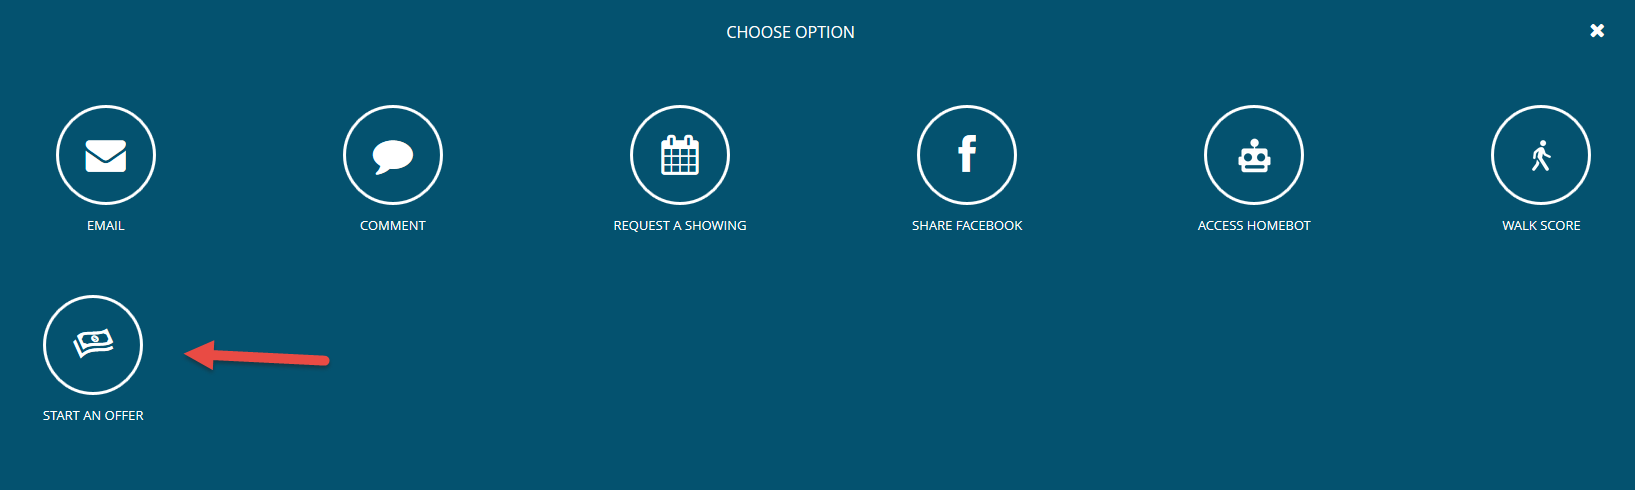 CHOOSE OPTION
EMAIL
COMMENT
REQUEST A SHOWING
SHARE FACEBOOK
ACCESS HOMEBOT
WALK SCORE
START AN OFFER